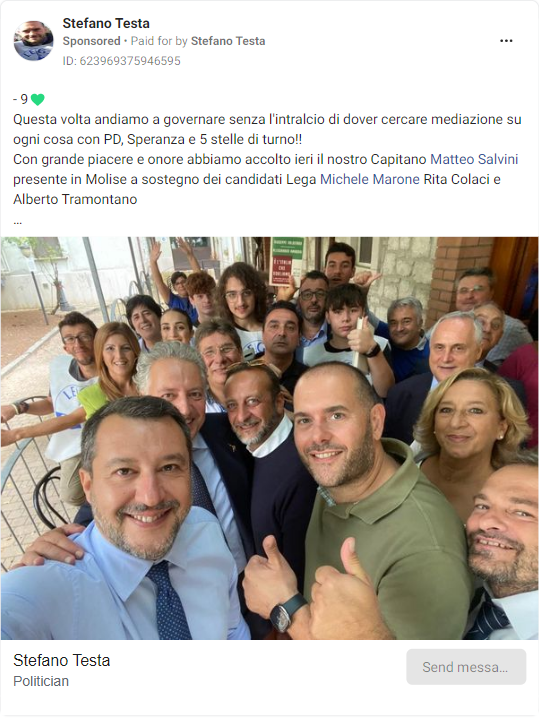 Stefano Testa
Sponsored • Paid for by Stefano Testa
ID: 623969375946595
- 9💚
Questa volta andiamo a governare senza l'intralcio di dover cercare mediazione su
ogni cosa con PD, Speranza e 5 stelle di turno!!
Con grande piacere e onore abbiamo accolto ieri il nostro Capitano Matteo Salvini
presente in Molise a sostegno dei candidati Lega Michele Marone Rita Colaci e
Alberto Tramontano
...
Stefano Testa
Politician
Send messa...